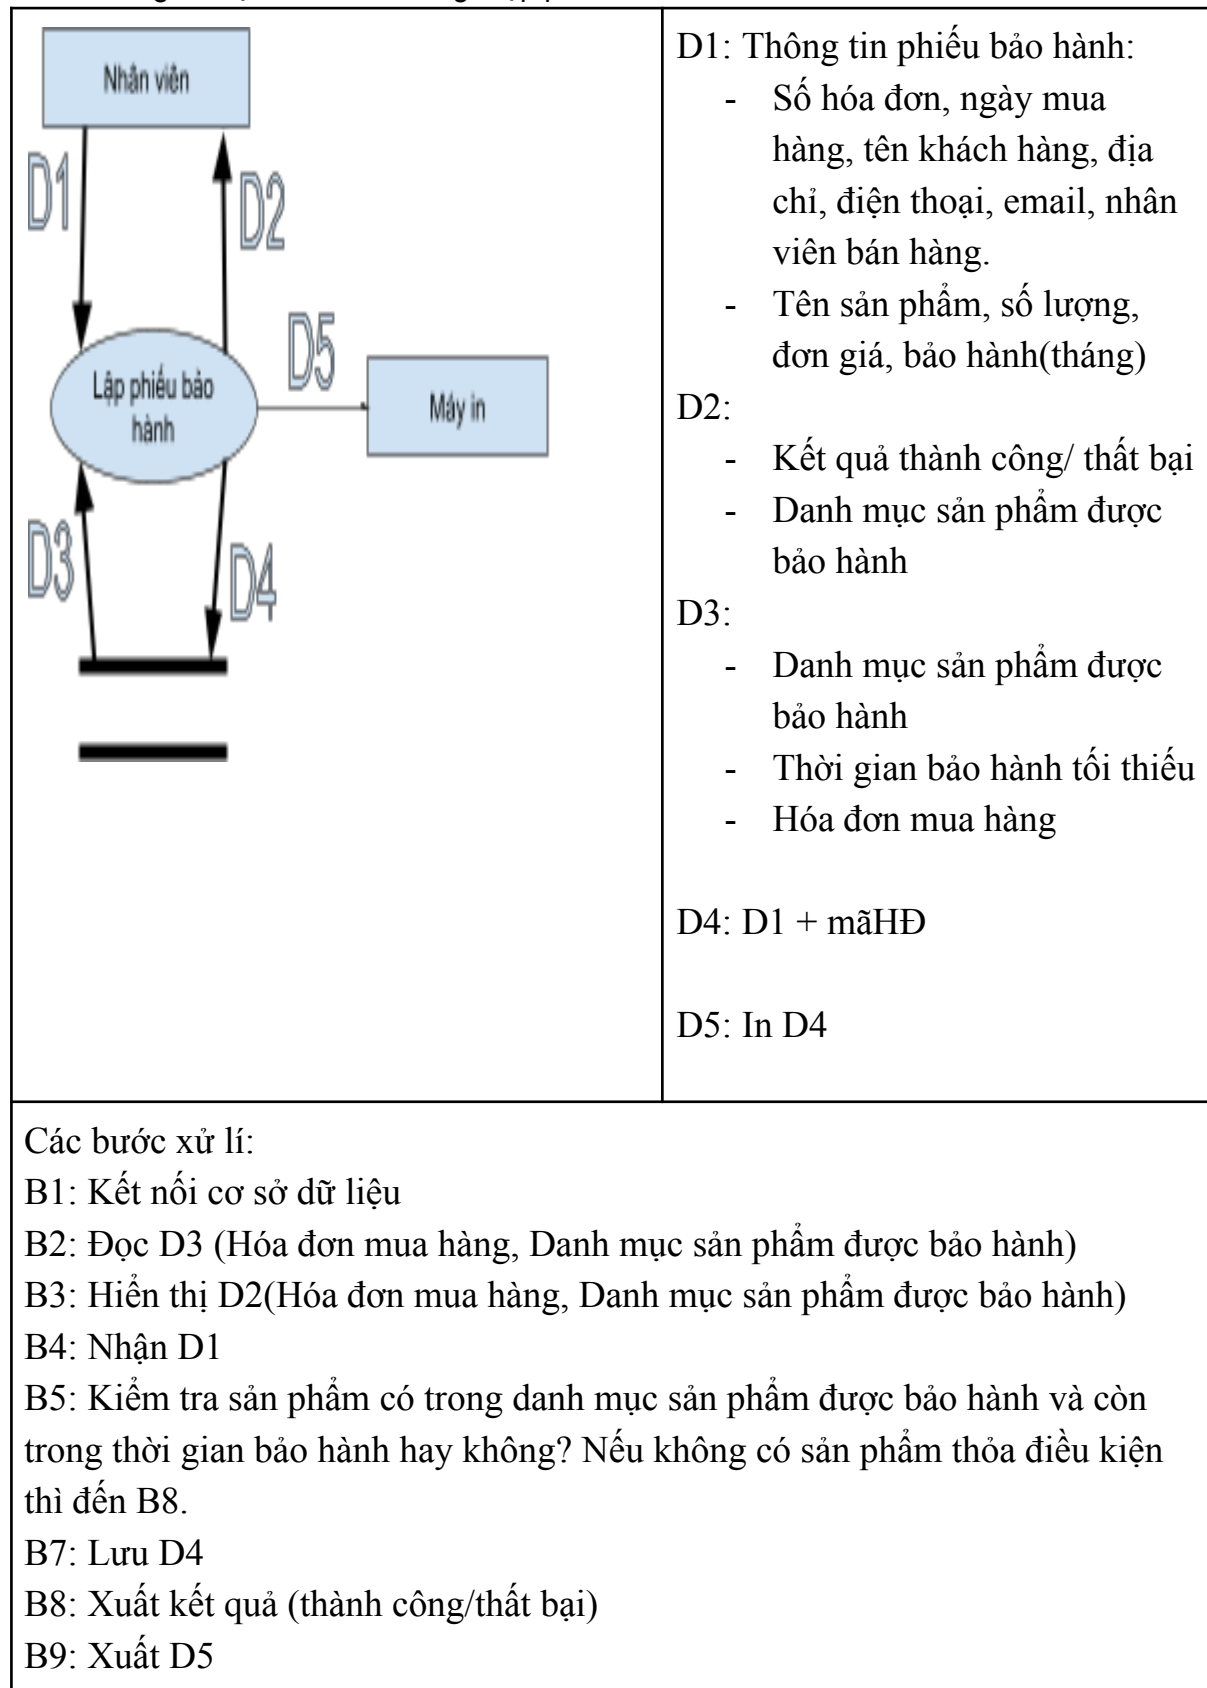 Nhân viên
D1
D2
D5
Lập phiếu bảo
hành
Máy in
D3
D4
D1: Thông tin phiếu bảo hành:
- Số hóa đơn, ngày mua
hàng, tên khách hàng, địa
chỉ, điện thoại, email, nhân
viên bán hàng.
- Tên sản phẩm, số lượng,
đơn giá, bảo hành(tháng)
D2:
- Kết quả thành công/ thất bại
- Danh mục sản phẩm được
bảo hành
D3:
- Danh mục sản phẩm được
bảo hành
- Thời gian bảo hành tối thiếu
- Hóa đơn mua hàng
D4: D1 + mãHĐ
D5: In D4
Các bước xử lí:
B1: Kết nối cơ sở dữ liệu
B2: Đọc D3 (Hóa đơn mua hàng, Danh mục sản phẩm được bảo hành)
B3: Hiển thị D2(Hóa đơn mua hàng, Danh mục sản phẩm được bảo hành)
B4: Nhận D1
B5: Kiểm tra sản phẩm có trong danh mục sản phẩm được bảo hành và còn
trong thời gian bảo hành hay không? Nếu không có sản phẩm thỏa điều kiện
thì đến B8.
B7: Lưu D4
B8: Xuất kết quả (thành công/thất bại)
B9: Xuất D5